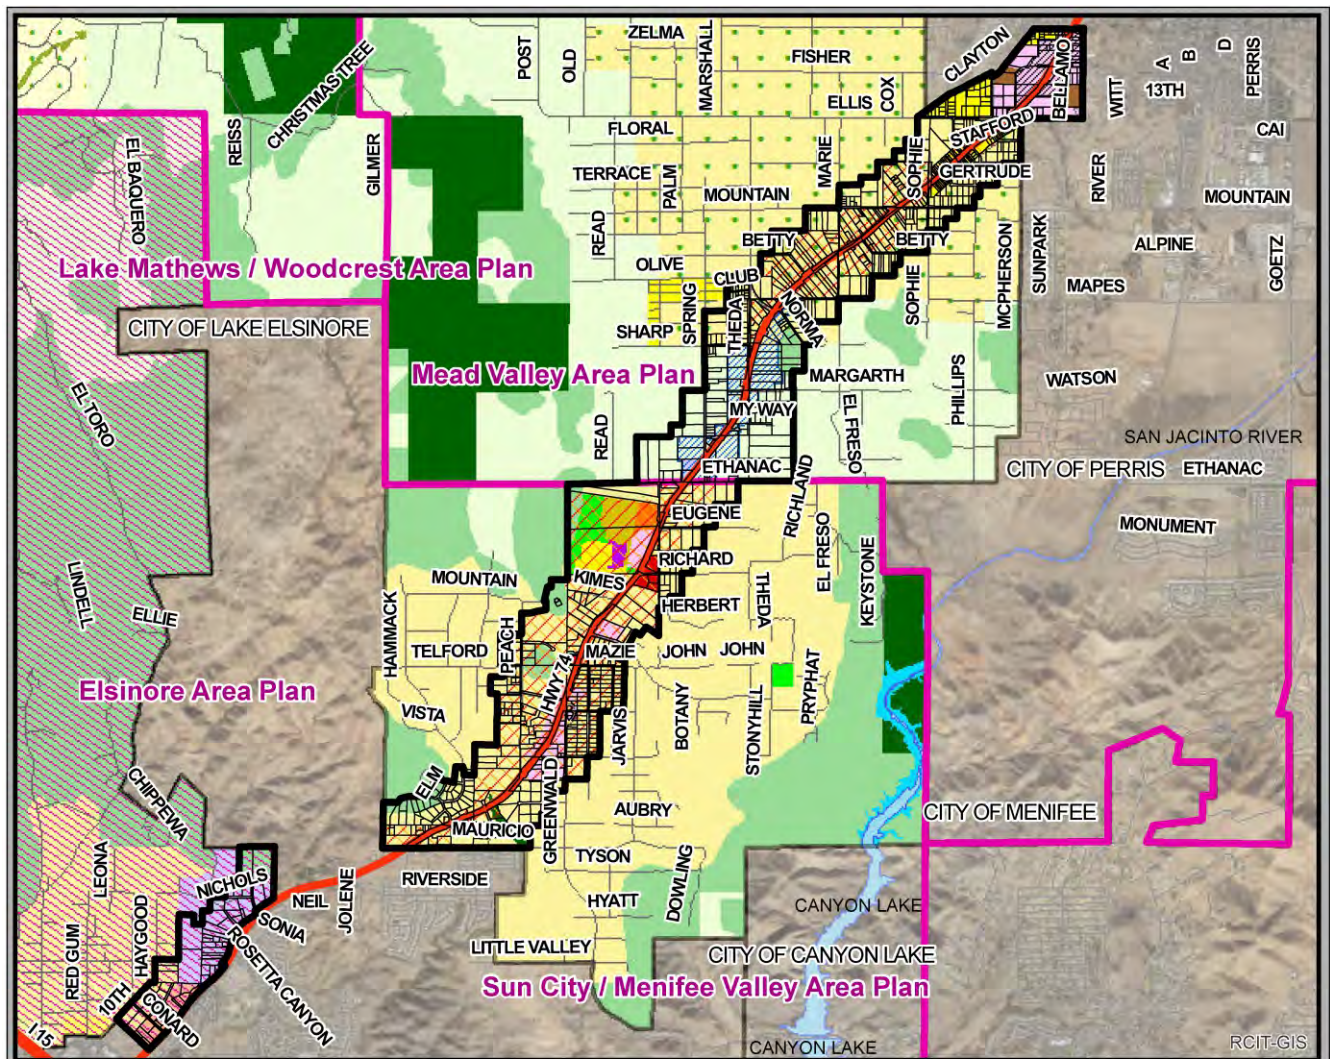 ZELMA
POST
OLD
MARSHALL
FISHER
CLAYTON
BELLAMO
A
B
D
PERRIS
WITT
13TH
CHRISTMAS TREE
ELLIS
COX
STAFFORD
CAI
EL BAQUERO
REISS
GILMER
FLORAL
TERRACE
PALM
MOUNTAIN
MARIE
SOPHIE
GERTRUDE
RIVER
MOUNTAIN
READ
BETTY
BETTY
MCPHERSON
SUNPARK
ALPINE
GOETZ
Lake Mathews / Woodcrest Area Plan
OLIVE
CLUB
SOPHIE
MAPES
SPRING
THEDA
NORMA
CITY OF LAKE ELSINORE
SHARP
Mead Valley Area Plan
MARGARTH
PHILLIPS
WATSON
EL TORO
READ
MY WAY
EL FRESO
SAN JACINTO RIVER
ETHANAC
CITY OF PERRIS
ETHANAC
RICHLAND
EUGENE
EL FRESO
MONUMENT
KEYSTONE
RICHARD
LINDELL
ELLIE
MOUNTAIN
KIMES
HAMMACK
HERBERT
THEDA
TELFORD
PEACH
MAZIE
JOHN
JOHN
PRYPHAT
Elsinore Area Plan
HWY 74
VISTA
JARVIS
BOTANY
STONYHILL
CHIPPEWA
ELM
GREENWALD
AUBRY
CITY OF MENIFEE
MAURICIO
TYSON
LEONA
NICHOLS
RIVERSIDE
NEIL
JOLENE
HYATT
DOWLING
CANYON LAKE
RED GUM
HAYGOOD
SONIA
ROSETTA CANYON
LITTLE VALLEY
CITY OF CANYON LAKE
Sun City / Menifee Valley Area Plan
10TH
CONARD
I 15
CANYON LAKE
RCIT-GIS